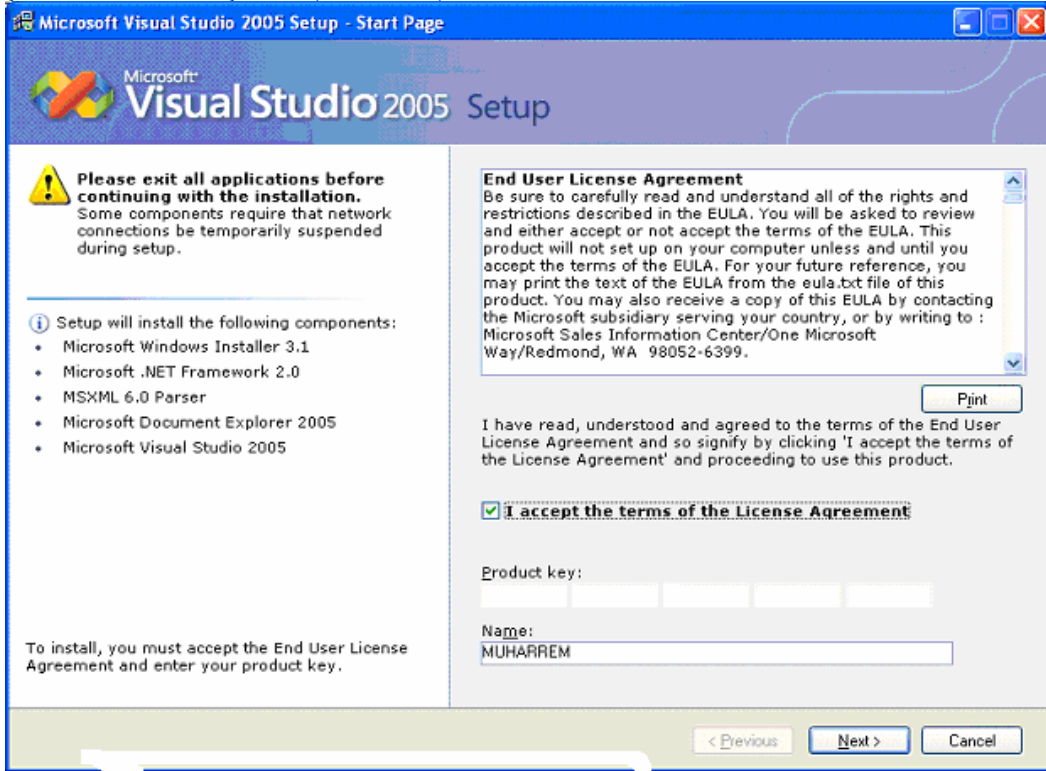 Microsoft Visual Studio 2005 Setup - Start Page
Microsoft
Visual Studio 2005 Setup
Please exit all applications before
continuing with the installation.
Some components require that network
connections be temporarily suspended
during setup.
Setup will install the following components:
• Microsoft Windows Installer 3.1
• Microsoft .NET Framework 2.0
• MSXML 6.0 Parser
• Microsoft Document Explorer 2005
• Microsoft Visual Studio 2005
To install, you must accept the End User License
Agreement and enter your product key.
End User License Agreement
Be sure to carefully read and understand all of the rights and
restrictions described in the EULA. You will be asked to review
and either accept or not accept the terms of the EULA. This
product will not set up on your computer unless and until you
accept the terms of the EULA. For your future reference, you
may print the text of the EULA from the eula.txt file of this
product. You may also receive a copy of this EULA by contacting
the Microsoft subsidiary serving your country, or by writing to :
Microsoft Sales Information Center/One Microsoft
Way/Redmond, WA 98052-6399.
Print
I have read, understood and agreed to the terms of the End User
License Agreement and so signify by clicking 'I accept the terms of
the License Agreement' and proceeding to use this product.
I accept the terms of the License Agreement
Product key:
Name:
MUHARREM
< Previous Next > Cancel